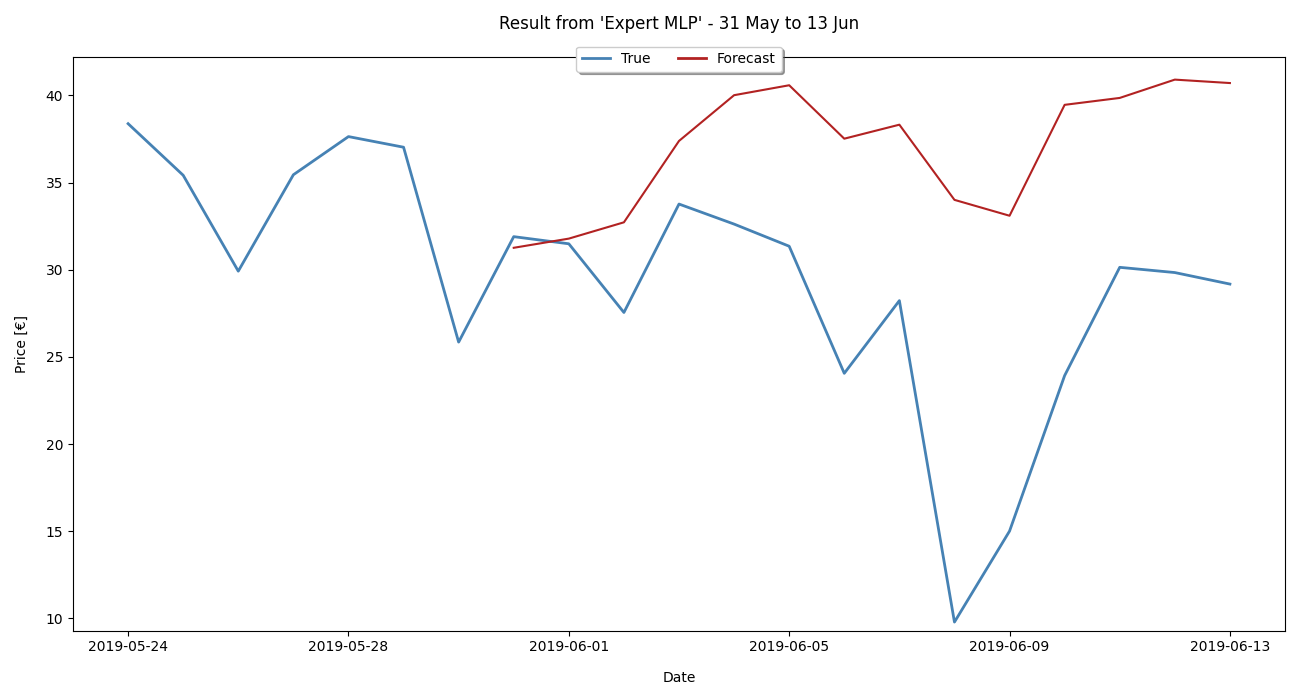 Result from 'Expert MLP' - 31 May to 13 Jun
True Forecast
40
35
30
25
20
15
10
Price [€]
2019-05-24 2019-05-28 2019-06-01 2019-06-05 2019-06-09 2019-06-13
Date